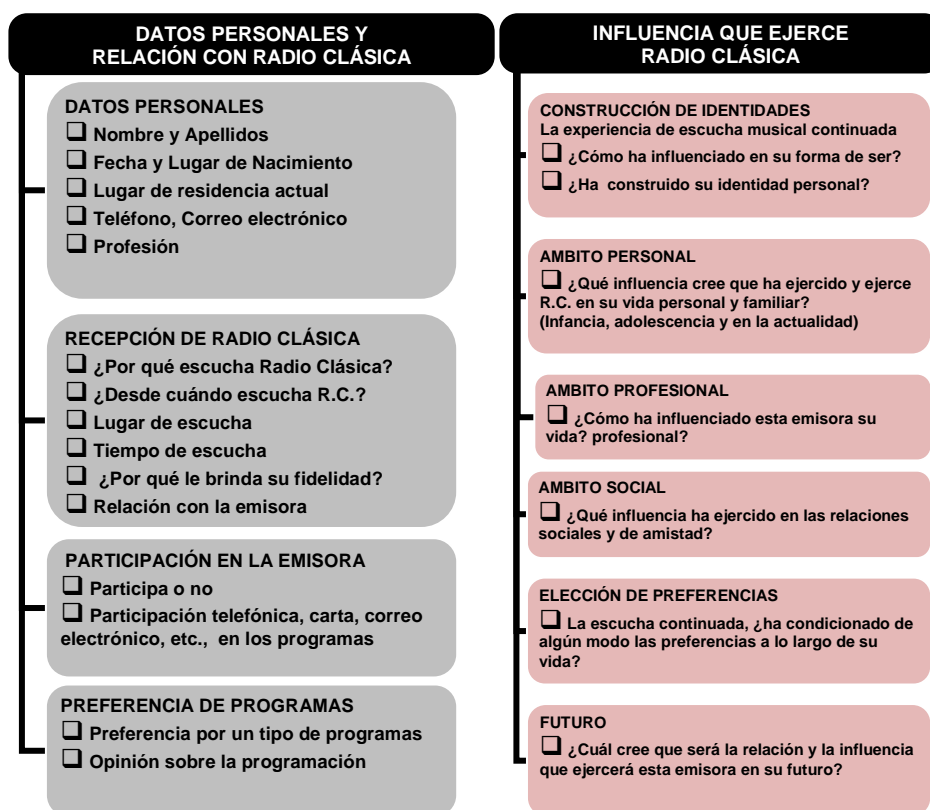 DATOS PERSONALES Y
RELACIÓN CON RADIO CLÁSICA
DATOS PERSONALES
❑ Nombre y Apellidos
❑ Fecha y Lugar de Nacimiento
❑ Lugar de residencia actual
❑ Teléfono, Correo electrónico
❑ Profesión
RECEPCIÓN DE RADIO CLÁSICA
❑ ¿Por qué escucha Radio Clásica?
❑ ¿Desde cuándo escucha R.C.?
❑ Lugar de escucha
❑ Tiempo de escucha
❑ ¿Por qué le brinda su fidelidad?
❑ Relación con la emisora
PARTICIPACIÓN EN LA EMISORA
❑ Participa o no
❑ Participación telefónica, carta, correo
electrónico, etc., en los programas
PREFERENCIA DE PROGRAMAS
❑ Preferencia por un tipo de programas
❑ Opinión sobre la programación
INFLUENCIA QUE EJERCE
RADIO CLÁSICA
CONSTRUCCIÓN DE IDENTIDADES
La experiencia de escucha musical continuada
❑ ¿Cómo ha influenciado en su forma de ser?
❑ ¿Ha construido su identidad personal?
AMBITO PERSONAL
❑ ¿Qué influencia cree que ha ejercido y ejerce
R.C. en su vida personal y familiar?
(Infancia, adolescencia y en la actualidad)
AMBITO PROFESIONAL
❑ ¿Cómo ha influenciado esta emisora su
vida? profesional?
AMBITO SOCIAL
❑ ¿Qué influencia ha ejercido en las relaciones
sociales y de amistad?
ELECCIÓN DE PREFERENCIAS
❑ La escucha continuada, ¿ha condicionado de
algún modo las preferencias a lo largo de su
vida?
FUTURO
❑ ¿Cuál cree que será la relación y la influencia
que ejercerá esta emisora en su futuro?